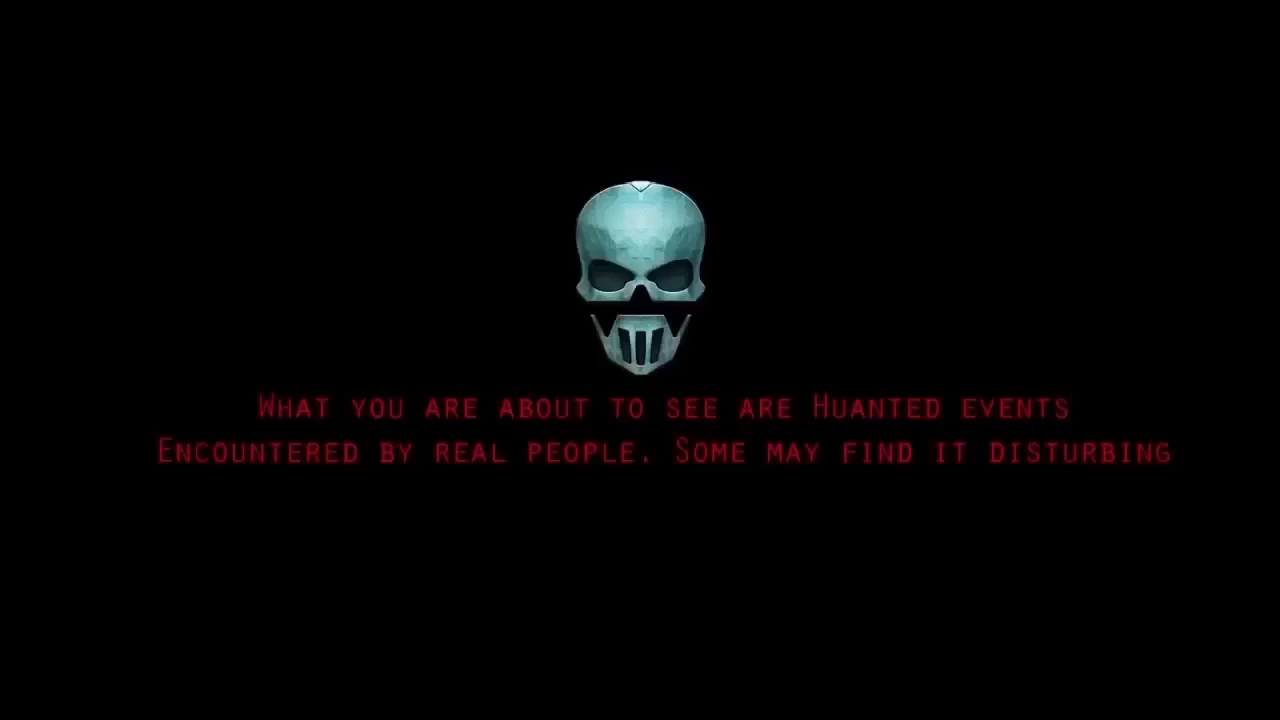 What you are about to see are Huanted events
Encountered by real people. Some may find it disturbing